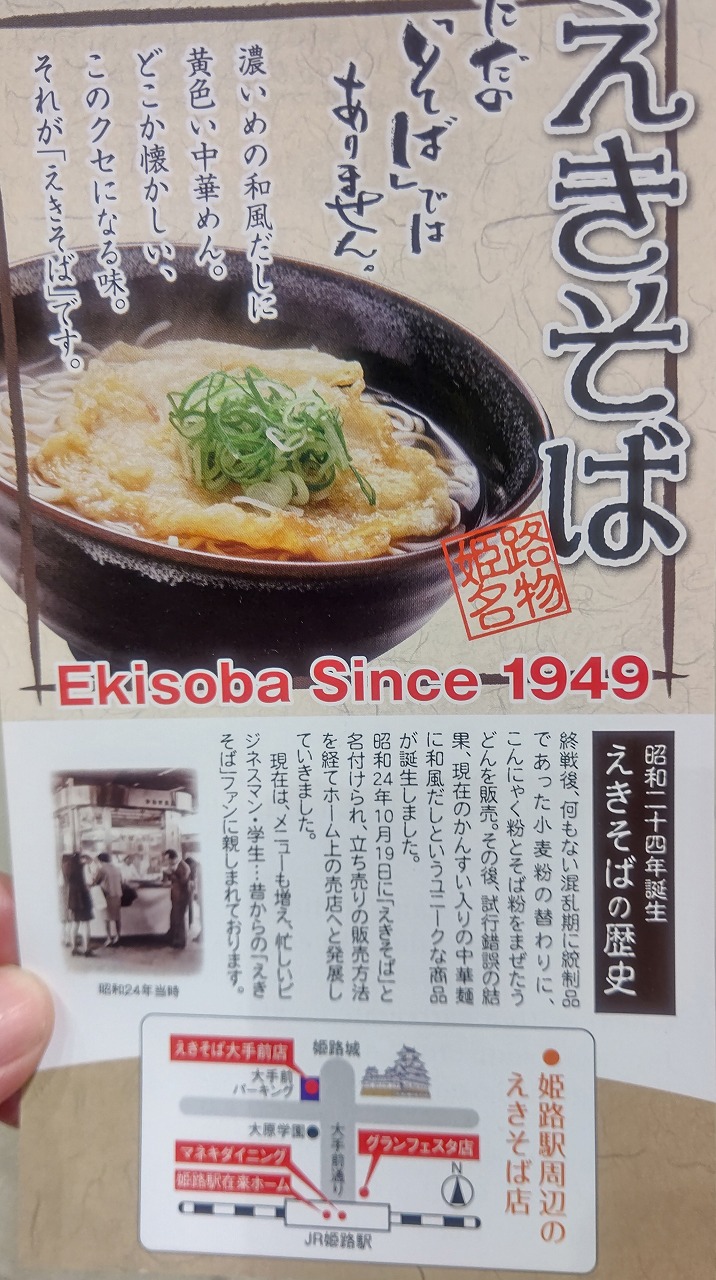 えきそば
にだの
「いそば」では
ありません。
濃いめの和風だしに
黄色い中華めん。
どこか懐かしい、
このクセになる味。
それが「えきそば」です。
姫路
名物
Ekisoba Since 1949
昭和二十四年誕生
えきそばの歴史
終戦後、何もない混乱期に統制品
であった小麦粉の替わりに、
こんにゃく粉とそば粉をまぜたう
どんを販売。その後、試行錯誤の結
果、現在のかんすい入りの中華麺
に和風だしというユニークな商品
が誕生しました。
昭和24年10月19日に「えきそば」と
名付けられ、立ち売りの販売方法
を経てホーム上の売店へと発展し
ていきました。
現在は、メニューも増え、忙しいビ
ジネスマン・学生…昔からの「えき
そば」ファンに親しまれております。
昭和24年当時
●姫路駅周辺の
えきそば店
えきそば大手前店
姫路城
大手前
パーキング
大原学園
大手前通り
グランフェスタ店
マネキダイニング
姫路駅在来ホーム
N
JR姫路駅